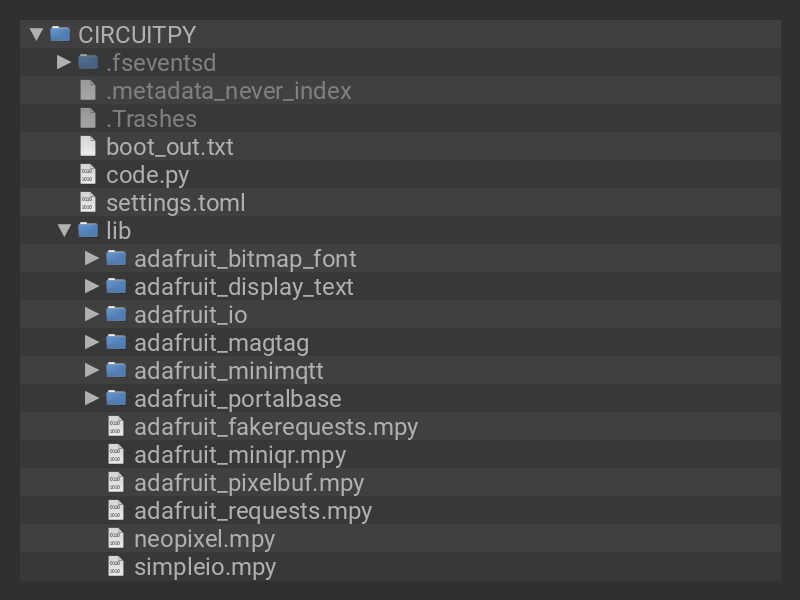 CIRCUITPY
.fseventsd
.metadata_never_index
.Trashes
boot_out.txt
code.py
settings.toml
lib
adafruit_bitmap_font
adafruit_display_text
adafruit_io
adafruit_magtag
adafruit_minimqtt
adafruit_portalbase
adafruit_fakerequests.mpy
adafruit_miniqr.mpy
adafruit_pixelbuf.mpy
adafruit_requests.mpy
neopixel.mpy
simpleio.mpy